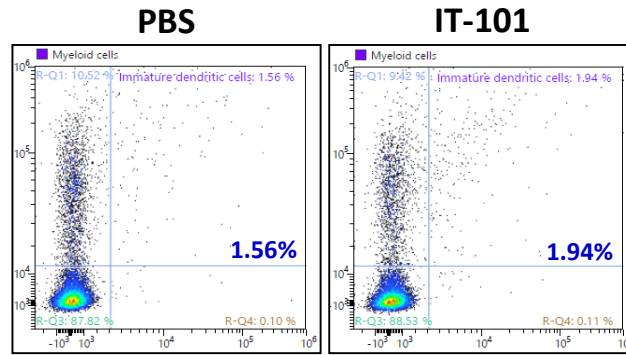 PBS
IT-101
Myeloid cells
Myeloid cells
R-Q1: 10.52 %
Immature dendritic cells: 1.56 %
R-Q1: 9.42 %
Immature dendritic cells: 1.94 %
10⁶
10⁵
10⁴
10³
1.56%
R-Q3: 87.82 %
R-Q4: 0.10 %
-10³ 10³ 10⁴ 10⁵ 10⁶
10⁶
10⁵
10⁴
10³
1.94%
R-Q3: 88.53 %
R-Q4: 0.11 %
-10³ 10³ 10⁴ 10⁵